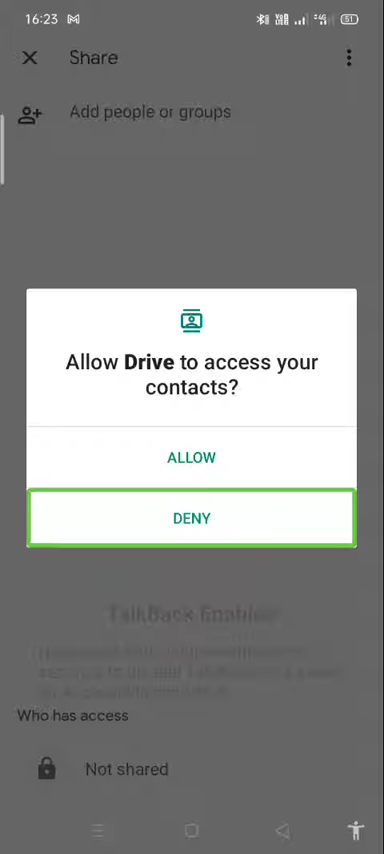 16:23
51
Share
Add people or groups
Allow Drive to access your
contacts?
ALLOW
DENY
TalkBack Enabled
Who has access
Not shared